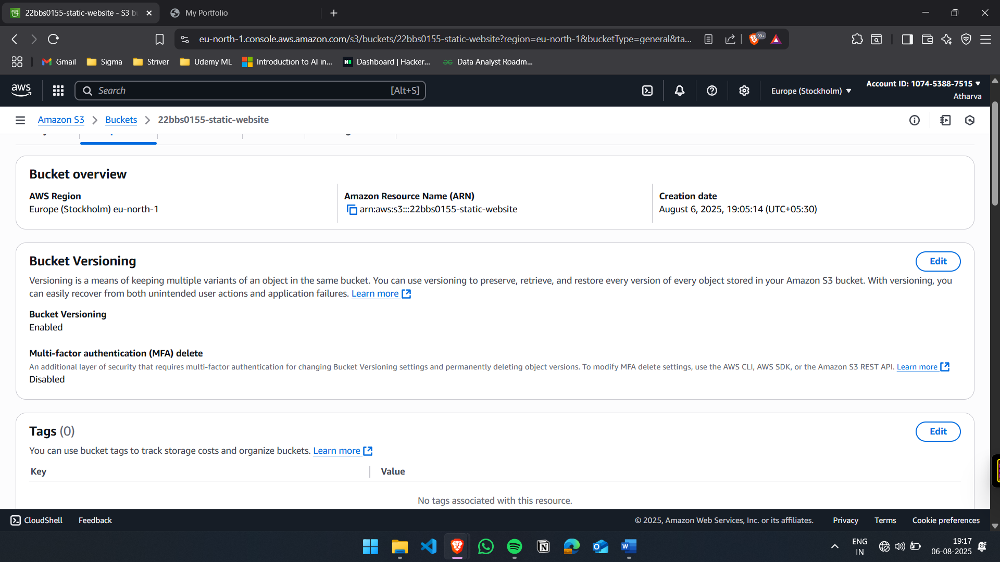 22bbs0155-static-website - S3 b
My Portfolio
eu-north-1.console.aws.amazon.com/s3/buckets/22bbs0155-static-website?region=eu-north-1&bucketType=general&ta...
99+
Gmail
Sigma
Striver
Udemy ML
Introduction to AI in...
Dashboard | Hacker...
Data Analyst Roadm...
aws
Search
[Alt+S]
Europe (Stockholm)
Account ID: 1074-5388-7515
Atharva
Amazon S3
Buckets
22bbs0155-static-website
Bucket overview
AWS Region
Europe (Stockholm) eu-north-1
Amazon Resource Name (ARN)
arn:aws:s3:::22bbs0155-static-website
Creation date
August 6, 2025, 19:05:14 (UTC+05:30)
Bucket Versioning
Edit
Versioning is a means of keeping multiple variants of an object in the same bucket. You can use versioning to preserve, retrieve, and restore every version of every object stored in your Amazon S3 bucket. With versioning, you
can easily recover from both unintended user actions and application failures. Learn more
Bucket Versioning
Enabled
Multi-factor authentication (MFA) delete
An additional layer of security that requires multi-factor authentication for changing Bucket Versioning settings and permanently deleting object versions. To modify MFA delete settings, use the AWS CLI, AWS SDK, or the Amazon S3 REST API. Learn more
Disabled
Tags (0)
Edit
You can use bucket tags to track storage costs and organize buckets. Learn more
Key
Value
No tags associated with this resource.
CloudShell
Feedback
© 2025, Amazon Web Services, Inc. or its affiliates.
Privacy
Terms
Cookie preferences
ENG
IN
19:17
06-08-2025